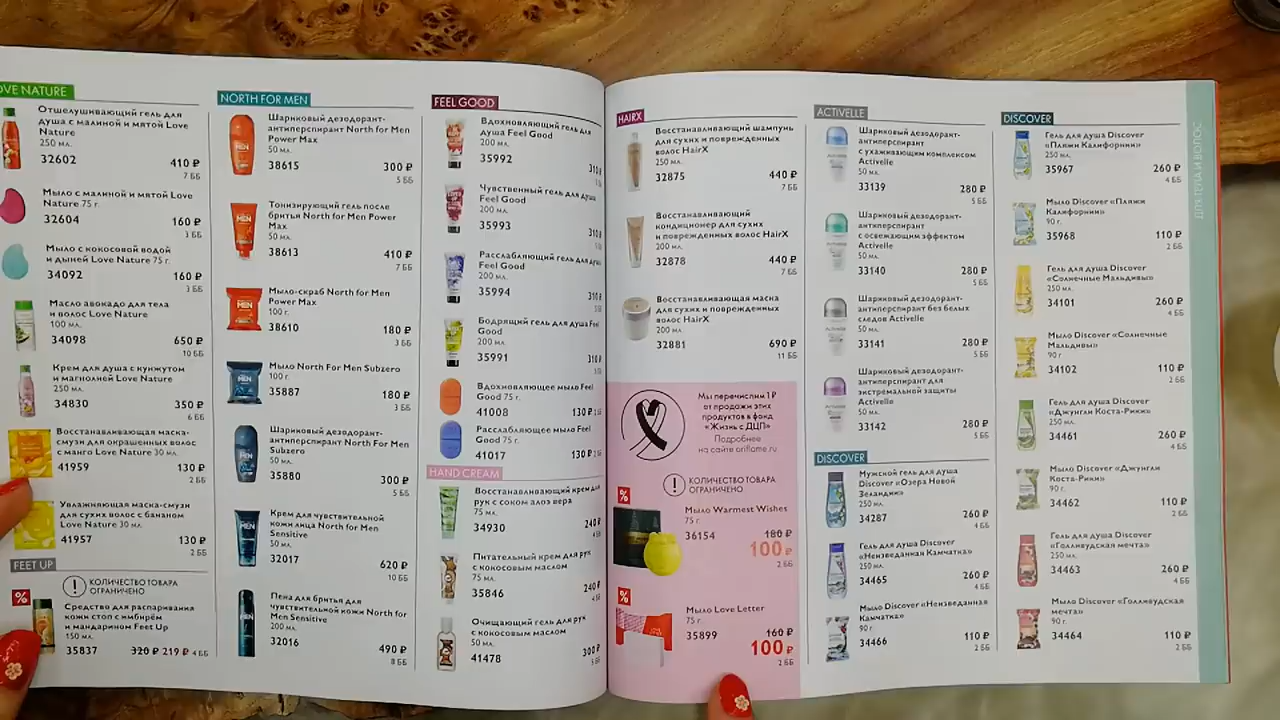 OVE NATURE
Отшелушивающий гель для
душа с малиной и мятой Love
Nature
250 мл.
32602 410 ₽
7 ББ
Мыло с малиной и мятой Love
Nature 75 г.
32604 160 ₽
3 ББ
Мыло с кокосовой водой
и дыней Love Nature 75 г.
34092 160 ₽
3 ББ
Масло авокадо для тела
и волос Love Nature
100 мл.
34098 650 ₽
10 ББ
Крем для душа с кунжутом
и магнолией Love Nature
250 мл.
34830 350 ₽
6 ББ
Восстанавливающая маска-
смузи для окрашенных волос
с манго Love Nature 30 мл.
41959 130 ₽
2 ББ
Увлажняющая маска-смузи
для сухих волос с бананом
Love Nature 30 мл.
41957 130 ₽
2 ББ
FEET UP
КОЛИЧЕСТВО ТОВАРА
ОГРАНИЧЕНО
%
Средство для распаривания
кожи стоп с имбирём
и мандарином Feet Up
150 мл.
35837 320 ₽ 219 ₽ 4 ББ
NORTH FOR MEN
Шариковый дезодорант-
антиперспирант North for Men
Power Max
50 мл.
38615 300 ₽
5 ББ
Тонизирующий гель после
бритья North for Men Power
Max
50 мл.
38613 410 ₽
7 ББ
Мыло-скраб North for Men
Power Max
100 г.
38610 180 ₽
3 ББ
Мыло North For Men Subzero
100 г.
35887 180 ₽
3 ББ
Шариковый дезодорант-
антиперспирант North For Men
Subzero
50 мл.
35880 300 ₽
5 ББ
Крем для чувствительной
кожи лица North for Men
Sensitive
50 мл.
32017 620 ₽
10 ББ
Пена для бритья для
чувствительной кожи North for
Men Sensitive
200 мл.
32016 490 ₽
8 ББ
FEEL GOOD
Вдохновляющий гель для
душа Feel Good
200 мл.
35992 310
Чувственный гель для душа
Feel Good
200 мл.
35993 310
Расслабляющий гель для душа
Feel Good
200 мл.
35994 310
Бодрящий гель для душа Feel
Good
200 мл.
35991 310
Вдохновляющее мыло Feel
Good 75 г.
41008 130 ₽
Расслабляющее мыло Feel
Good 75 г.
41017 130 ₽
HAND CREAM
Восстанавливающий крем для
рук с соком алоэ вера
75 мл.
34930 240 ₽
Питательный крем для рук
с кокосовым маслом
75 мл.
35846 240 ₽
Очищающий гель для рук
с кокосовым маслом
50 мл.
41478 300 ₽
HAIRX
Восстанавливающий шампунь
для сухих и поврежденных
волос HairX
250 мл.
32875 440 ₽
7 ББ
Восстанавливающий
кондиционер для сухих
и поврежденных волос HairX
200 мл.
32878 440 ₽
7 ББ
Восстанавливающая маска
для сухих и поврежденных
волос HairX
200 мл.
32881 690 ₽
11 ББ
Мы перечислим 1 ₽
от продажи этих
продуктов в фонд
«Жизнь с ДЦП»
Подробнее
на сайте oriflame.ru
КОЛИЧЕСТВО ТОВАРА
ОГРАНИЧЕНО
%
Мыло Warmest Wishes
75 г.
36154 180 ₽
100 ₽
2 ББ
%
Мыло Love Letter
75 г.
35899 160 ₽
100 ₽
2 ББ
ACTIVELLE
Шариковый дезодорант-
антиперспирант
с ухаживающим комплексом
Activelle
50 мл.
33139 280 ₽
5 ББ
Шариковый дезодорант-
антиперспирант
с освежающим эффектом
Activelle
50 мл.
33140 280 ₽
5 ББ
Шариковый дезодорант-
антиперспирант без белых
следов Activelle
50 мл.
33141 280 ₽
5 ББ
Шариковый дезодорант-
антиперспирант для
экстремальной защиты
Activelle
50 мл.
33142 280 ₽
5 ББ
DISCOVER
Мужской гель для душа
Discover «Озера Новой
Зеландии»
250 мл.
34287 260 ₽
4 ББ
Гель для душа Discover
«Неизведанная Камчатка»
250 мл.
34465 260 ₽
4 ББ
Мыло Discover «Неизведанная
Камчатка»
90 г.
34466 110 ₽
2 ББ
DISCOVER
Гель для душа Discover
«Пляжи Калифорнии»
250 мл.
35967 260 ₽
4 ББ
Мыло Discover «Пляжи
Калифорнии»
90 г.
35968 110 ₽
2 ББ
Гель для душа Discover
«Солнечные Мальдивы»
250 мл.
34101 260 ₽
4 ББ
Мыло Discover «Солнечные
Мальдивы»
90 г
34102 110 ₽
2 ББ
Гель для душа Discover
«Джунгли Коста-Рики»
250 мл.
34461 260 ₽
4 ББ
Мыло Discover «Джунгли
Коста-Рики»
90 г.
34462 110 ₽
2 ББ
Гель для душа Discover
«Голливудская мечта»
250 мл.
34463 260 ₽
4 ББ
Мыло Discover «Голливудская
мечта»
90 г.
34464 110 ₽
2 ББ
ДЛЯ ТЕЛА И ВОЛОС